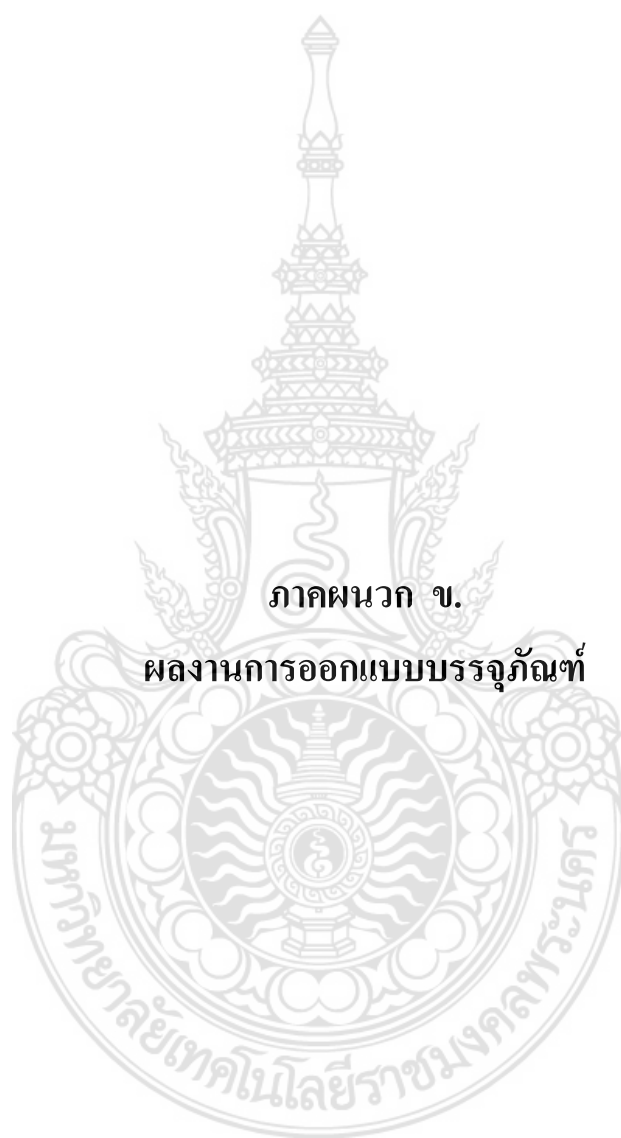 ภาคผนวก ข.
ผลงานการออกแบบบรรจุภัณฑ์
มหาวิทยาลัยเทคโนโลยีราชมงคลพระนคร